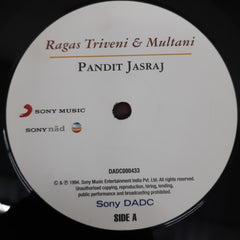 Ragas Triveni & Multani
PANDIT JASRAJ
SONY MUSIC
SONY nād
DADC000433
© & ℗ 1994. Sony Music Entertainment India Pvt. Ltd. All rights reserved.
Unauthorised copying, reproduction, hiring, lending,
public performance and broadcasting prohibited.
Sony DADC
SIDE A